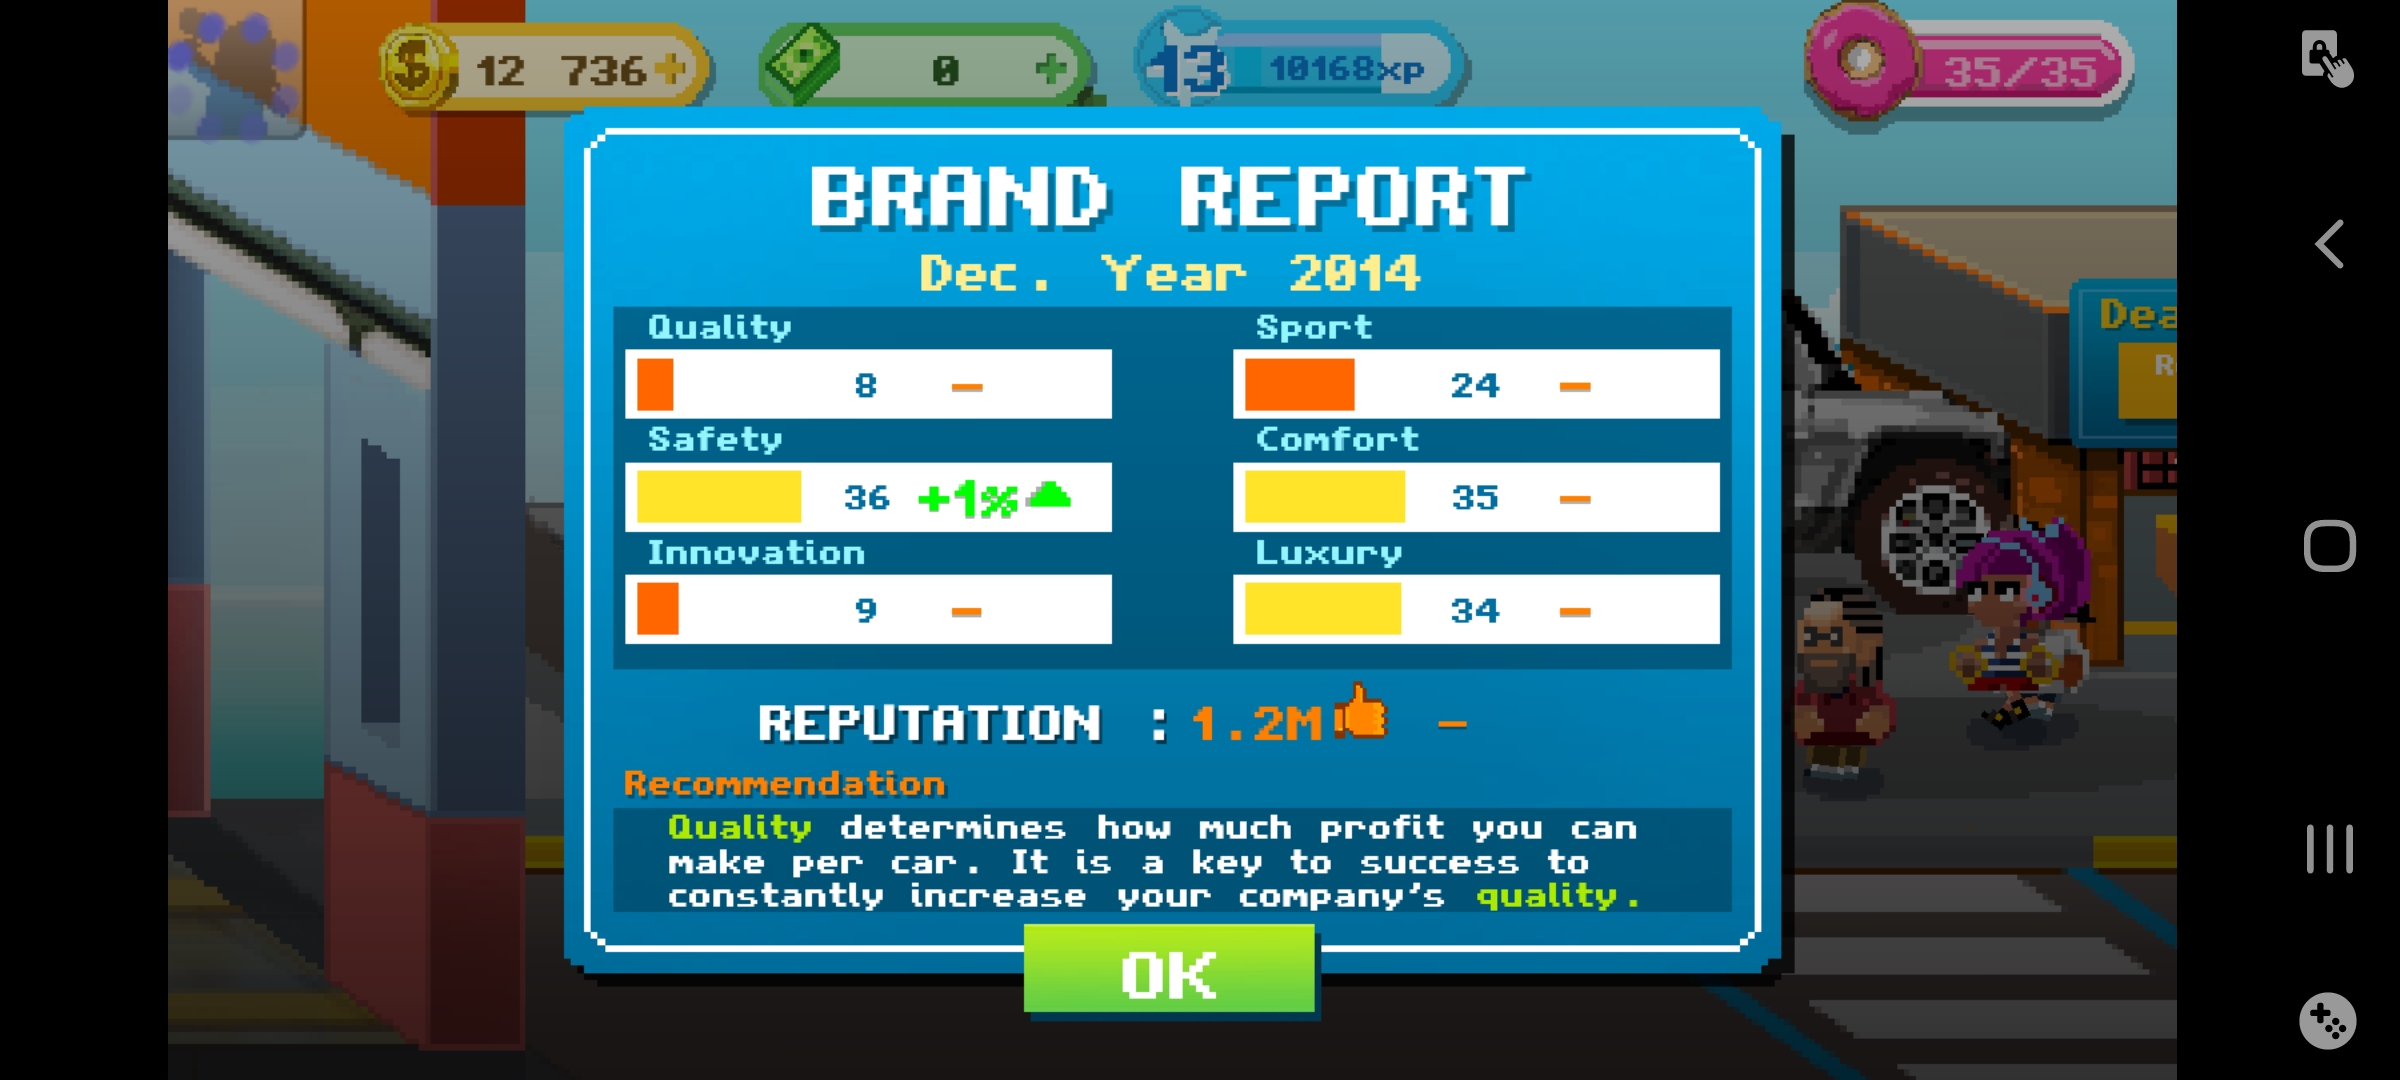 12 736
0
13
10168xp
35/35
BRAND REPORT
Dec. Year 2014
Quality
Sport
8 –
24 –
Safety
Comfort
36 +1%
35 –
Innovation
Luxury
9 –
34 –
REPUTATION : 1.2M –
Recommendation
Quality determines how much profit you can
make per car. It is a key to success to
constantly increase your company's quality.
OK
Dea
R